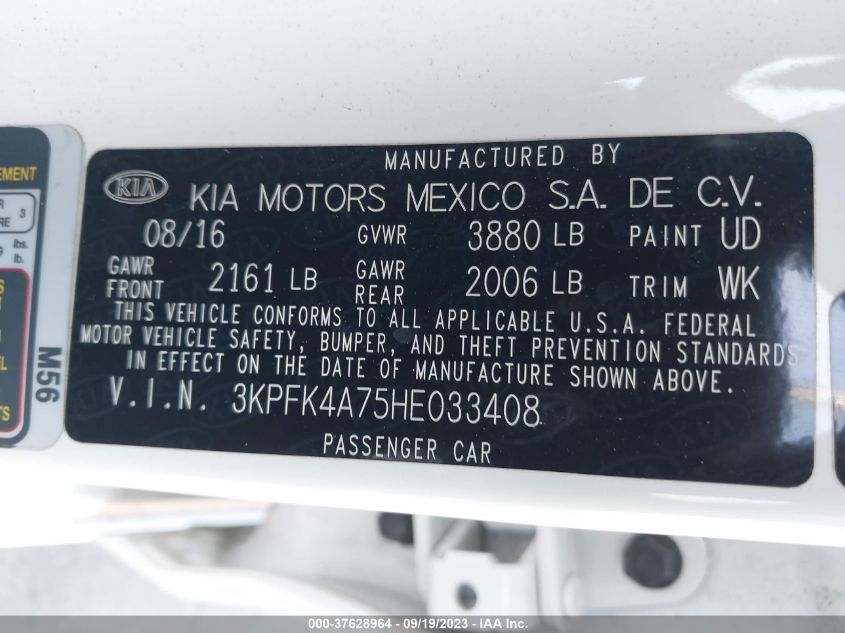 MANUFACTURED BY
KIA KIA MOTORS MEXICO S.A. DE C.V.
08/16 GVWR 3880 LB PAINT UD
GAWR FRONT 2161 LB GAWR REAR 2006 LB TRIM WK
THIS VEHICLE CONFORMS TO ALL APPLICABLE U.S.A. FEDERAL
MOTOR VEHICLE SAFETY, BUMPER, AND THEFT PREVENTION STANDARDS
IN EFFECT ON THE DATE OF MANUFACTURE SHOWN ABOVE.
V.I.N. 3KPFK4A75HE033408
PASSENGER CAR
M56
3
lbs.
lb.
000-37628964 - 09/19/2023 - IAA Inc.